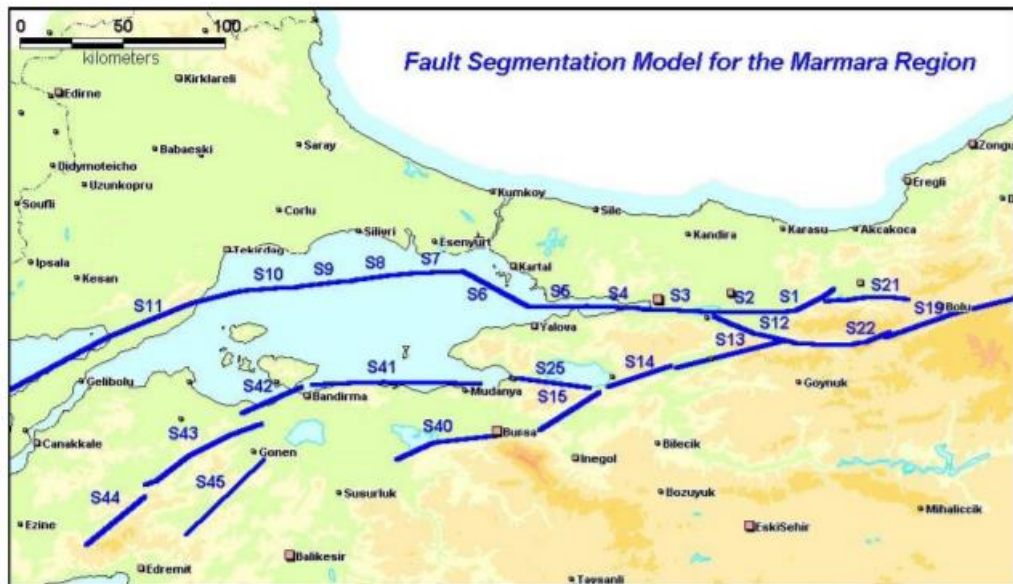 0 50 100
kilometers
Fault Segmentation Model for the Marmara Region
Kirklareli
Edirne
Babaeski
Saray
Zongu
Didymoteicho
Uzunkopru
Eregli
Kumkoy
Soufli
Corlu
Sile
D
Silivri
Kandira
Karasu
Akcakoca
Esenyurt
Tekirdag
Ipsala
Kesan
Kartal
S7
S8
S9
S10
S11
S6
S5
S4
S3
S2
S1
S21
S19
Bolu
Yalova
S12
S22
S13
S14
S41
S25
S42
Gelibolu
Bandirma
Mudanya
S15
Goynuk
S43
S40
Bursa
Canakkale
Bilecik
Gonen
Inegol
S45
S44
Susurluk
Bozuyuk
Mihaliccik
Ezine
EskiSehir
Balikesir
Edremit
Tavsanli